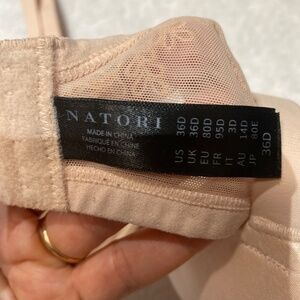 NATORI
MADE IN CHINA
FABRIQUÉ EN CHINE
HECHO EN CHINA
US 36D
UK 36D
EU 80D
FR 95D
IT 3D
AU 14D
JP 80E
36D